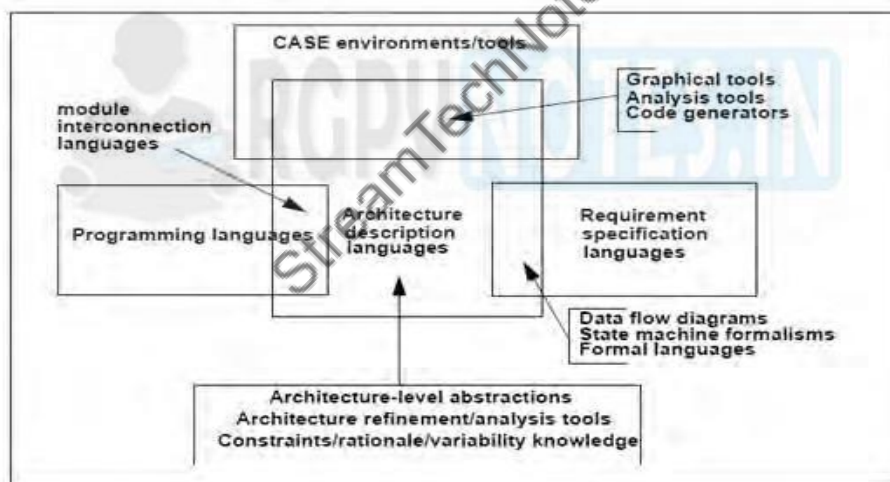 CASE environments/tools
Graphical tools
Analysis tools
Code generators
module
interconnection
languages
Programming languages
Architecture
description
languages
Requirement
specification
languages
Data flow diagrams
State machine formalisms
Formal languages
Architecture-level abstractions
Architecture refinement/analysis tools
Constraints/rationale/variability knowledge
RGPV NOTES.IN